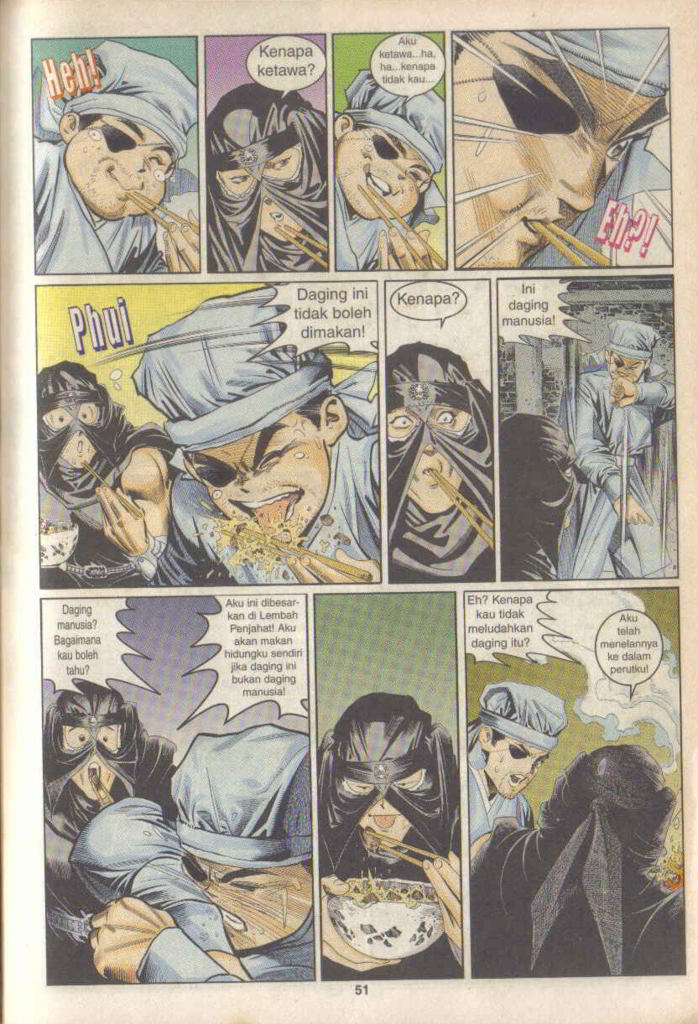 Heh!
Kenapa
ketawa?
Aku
ketawa...ha,
ha...kenapa
tidak kau...
Eh?!
Phui
Daging ini
tidak boleh
dimakan!
Kenapa?
Ini
daging
manusia!
Daging
manusia?
Bagaimana
kau boleh
tahu?
Aku ini dibesar-
kan di Lembah
Penjahat! Aku
akan makan
hidungku sendiri
jika daging ini
bukan daging
manusia!
Eh? Kenapa
kau tidak
meludahkan
daging itu?
Aku
telah
menelannya
ke dalam
perutku!
51